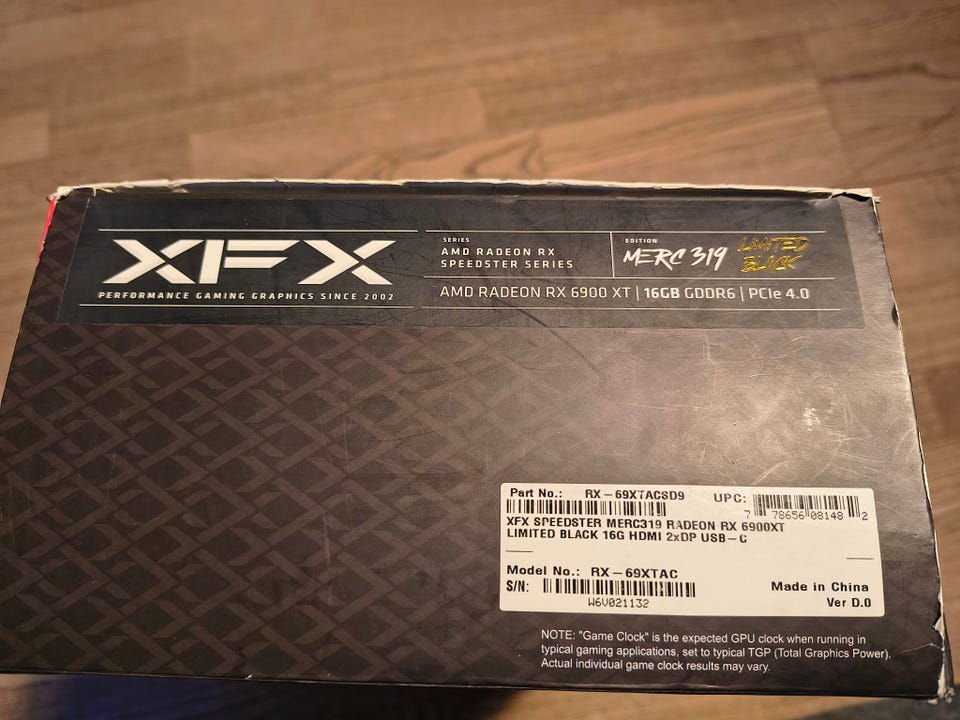 XFX
PERFORMANCE GAMING GRAPHICS SINCE 2002
SERIES
AMD RADEON RX
SPEEDSTER SERIES
EDITION
MERC 319
LIMITED
BLACK
AMD RADEON RX 6900 XT | 16GB GDDR6 | PCIe 4.0
Part No.: RX-69XTACSD9 UPC:
7 78656 08148 2
XFX SPEEDSTER MERC319 RADEON RX 6900XT
LIMITED BLACK 16G HDMI 2xDP USB-C
Model No.: RX-69XTAC
S/N:
W6V021132
Made in China
Ver D.0
NOTE: "Game Clock" is the expected GPU clock when running in
typical gaming applications, set to typical TGP (Total Graphics Power).
Actual individual game clock results may vary.